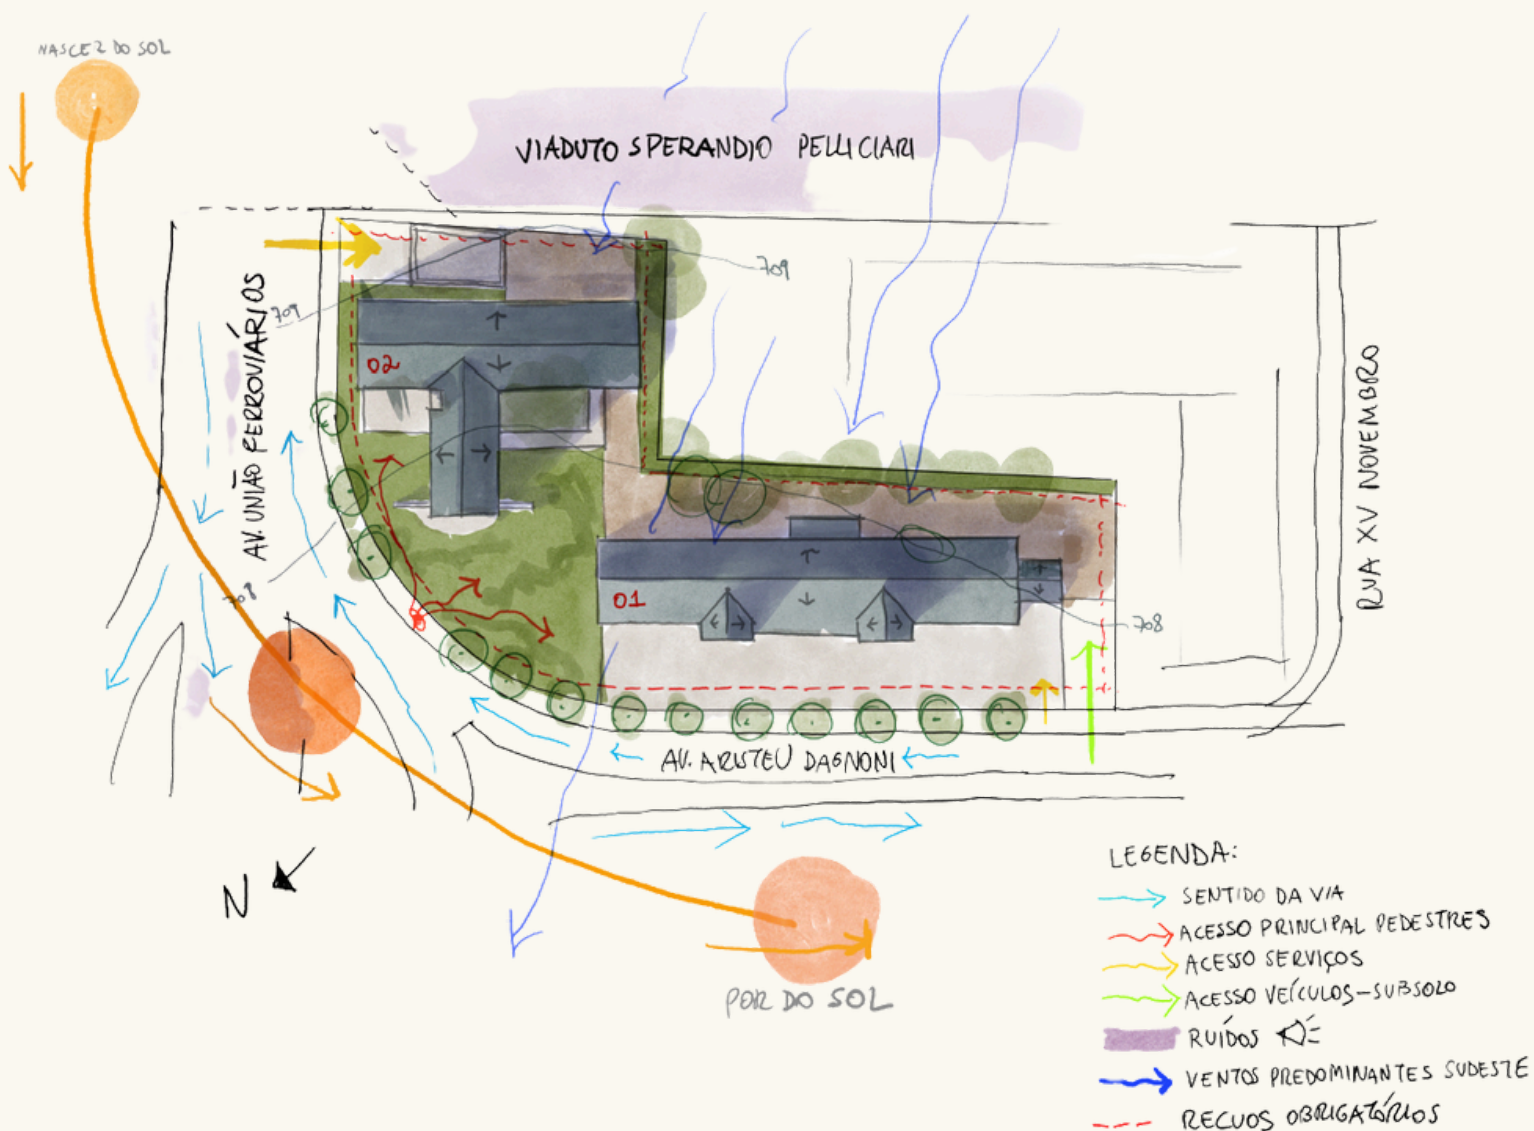 NASCER DO SOL
VIADUTO SPERANDIO PELLICIARI
709
709
AV. UNIÃO FERROVIÁRIOS
02
RUA XV NOVEMBRO
708
01
708
AV. ARISTEU DAGNONI
N
POR DO SOL
LEGENDA:
SENTIDO DA VIA
ACESSO PRINCIPAL PEDESTRES
ACESSO SERVIÇOS
ACESSO VEÍCULOS-SUBSOLO
RUÍDOS
VENTOS PREDOMINANTES SUDESTE
RECUOS OBRIGATÓRIOS